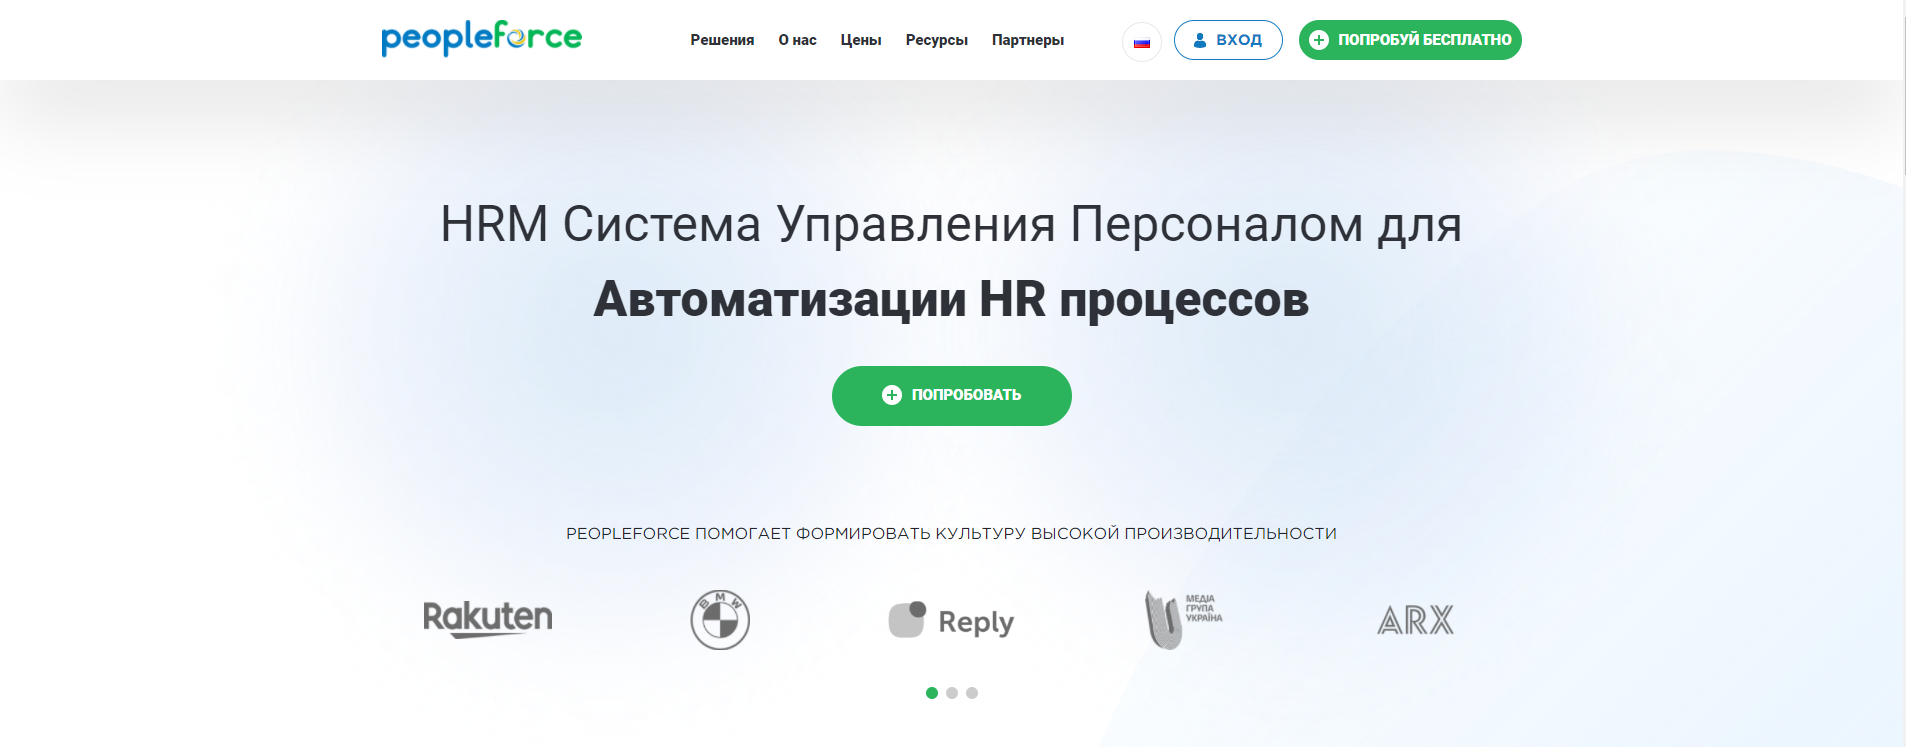 peopleforce
Решения О нас Цены Ресурсы Партнеры
ВХОД
ПОПРОБУЙ БЕСПЛАТНО
HRM Система Управления Персоналом для
Автоматизации HR процессов
ПОПРОБОВАТЬ
PEOPLEFORCE ПОМОГАЕТ ФОРМИРОВАТЬ КУЛЬТУРУ ВЫСОКОЙ ПРОИЗВОДИТЕЛЬНОСТИ
Rakuten
BMW
Reply
МЕДІА
ГРУПА
УКРАЇНА
ARX